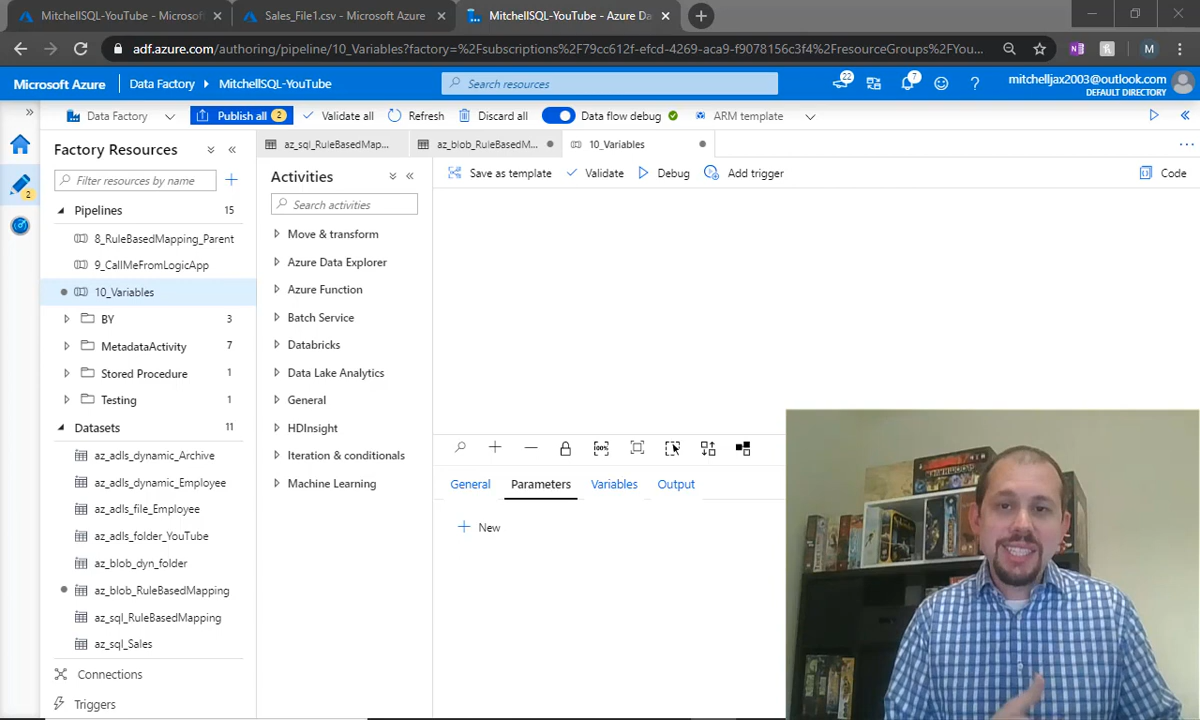 MitchellSQL-YouTube - Microsof
Sales_File1.csv - Microsoft Azure
MitchellSQL-YouTube - Azure Da
adf.azure.com/authoring/pipeline/10_Variables?factory=%2Fsubscriptions%2F79cc612f-efcd-4269-aca9-f9078156c3f4%2FresourceGroups%2FYou...
M
Microsoft Azure
Data Factory
MitchellSQL-YouTube
Search resources
22
7
mitchelljax2003@outlook.com
DEFAULT DIRECTORY
Data Factory
Publish all
2
Validate all
Refresh
Discard all
Data flow debug
ARM template
2
Factory Resources
Filter resources by name
Pipelines
15
8_RuleBasedMapping_Parent
9_CallMeFromLogicApp
10_Variables
BY
3
MetadataActivity
7
Stored Procedure
1
Testing
1
Datasets
11
az_adls_dynamic_Archive
az_adls_dynamic_Employee
az_adls_file_Employee
az_adls_folder_YouTube
az_blob_dyn_folder
az_blob_RuleBasedMapping
az_sql_RuleBasedMapping
az_sql_Sales
Connections
Triggers
az_sql_RuleBasedMap...
az_blob_RuleBasedM...
10_Variables
Activities
Search activities
Move & transform
Azure Data Explorer
Azure Function
Batch Service
Databricks
Data Lake Analytics
General
HDInsight
Iteration & conditionals
Machine Learning
Save as template
Validate
Debug
Add trigger
Code
General
Parameters
Variables
Output
New